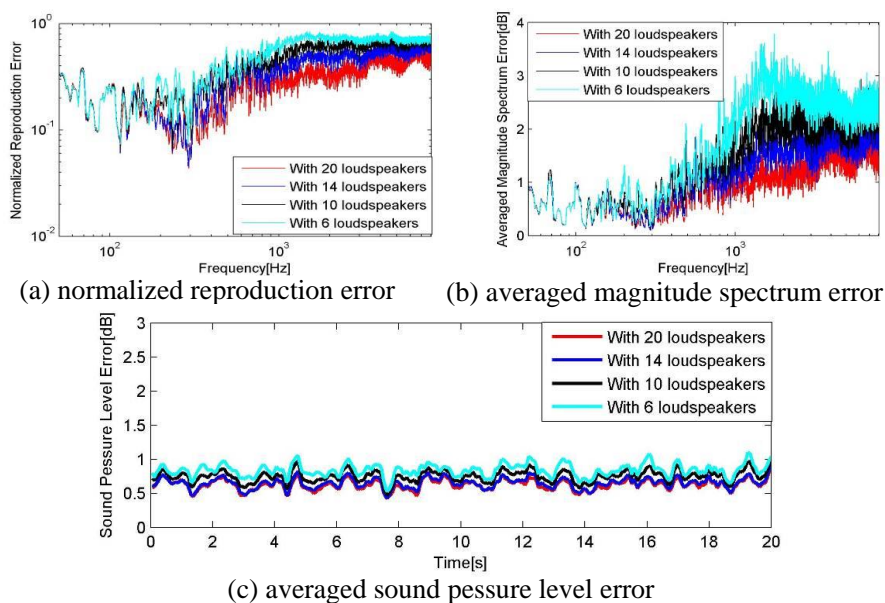 10^0
10^-1
10^-2
Normalized Reproduction Error
With 20 loudspeakers
With 14 loudspeakers
With 10 loudspeakers
With 6 loudspeakers
10^2
10^3
Frequency[Hz]
(a) normalized reproduction error
4
3
2
1
0
Averaged Magnitude Spectrum Error[dB]
With 20 loudspeakers
With 14 loudspeakers
With 10 loudspeakers
With 6 loudspeakers
10^2
10^3
Frequency[Hz]
(b) averaged magnitude spectrum error
3
2.5
2
1.5
1
0.5
0
Sound Pressure Level Error[dB]
With 20 loudspeakers
With 14 loudspeakers
With 10 loudspeakers
With 6 loudspeakers
0 2 4 6 8 10 12 14 16 18 20
Time[s]
(c) averaged sound pessure level error